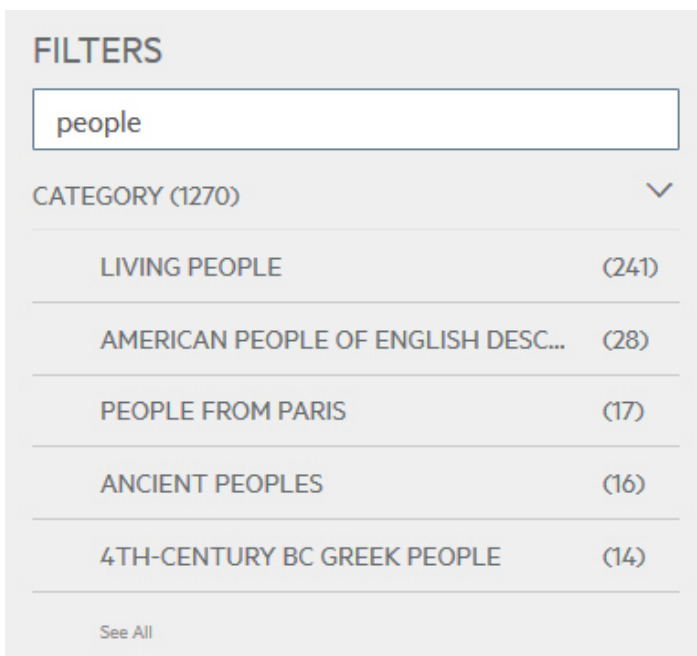 FILTERS
people
CATEGORY (1270)
LIVING PEOPLE (241)
AMERICAN PEOPLE OF ENGLISH DESC... (28)
PEOPLE FROM PARIS (17)
ANCIENT PEOPLES (16)
4TH-CENTURY BC GREEK PEOPLE (14)
See All